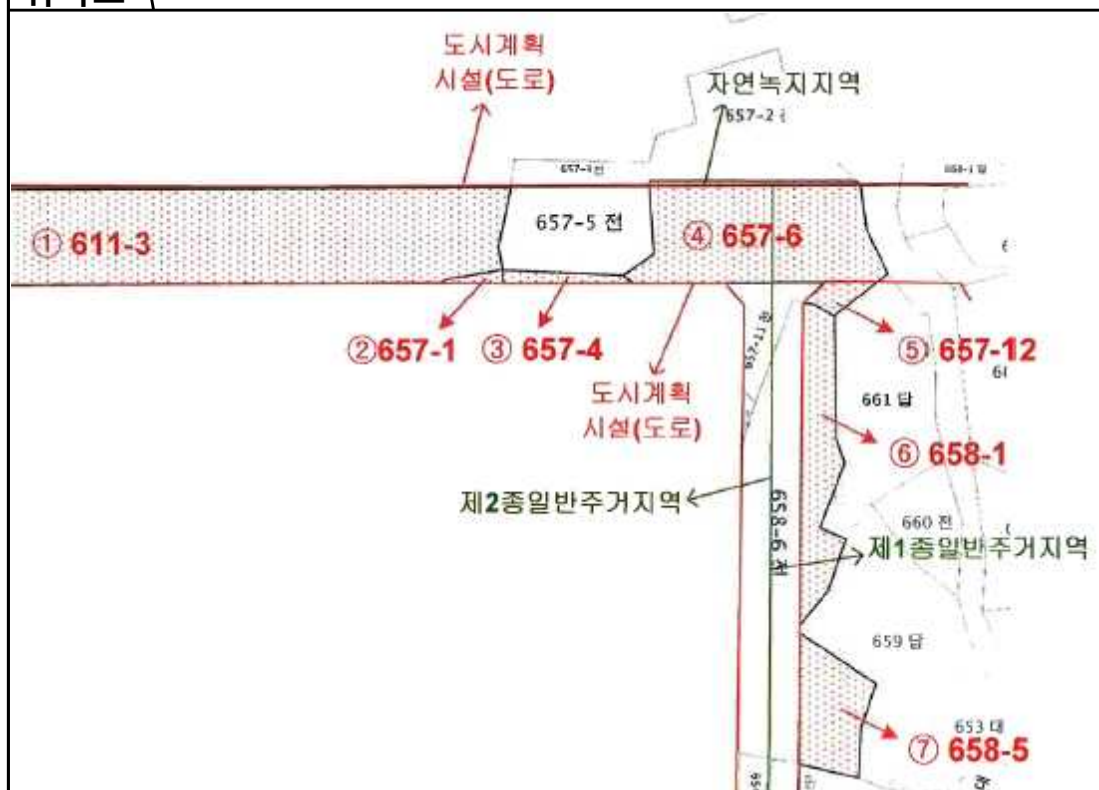 도시계획
시설(도로)
자연녹지지역
657-2
657-5 전
① 611-3
④ 657-6
②657-1
③ 657-4
⑤ 657-12
657-11
도시계획
시설(도로)
661 답
⑥ 658-1
제2종일반주거지역
658-6 전
660 전
제1종일반주거지역
659 답
653 대
⑦ 658-5